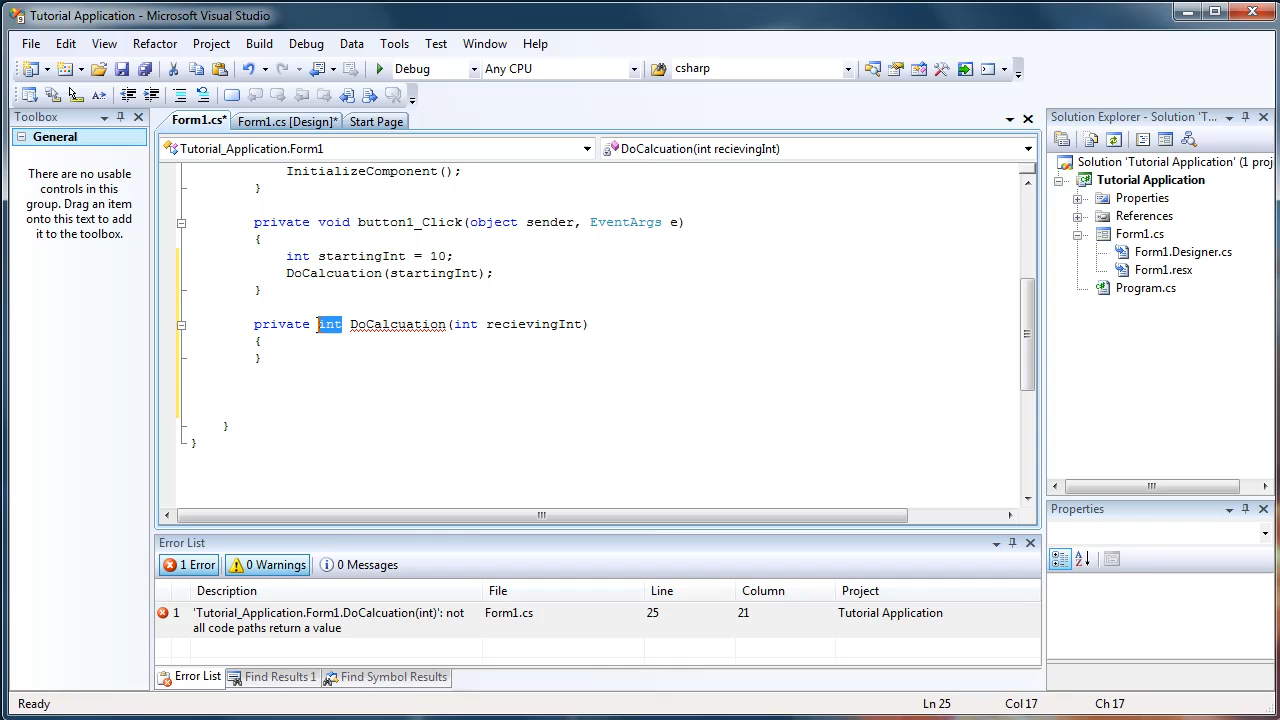 Tutorial Application - Microsoft Visual Studio
File Edit View Refactor Project Build Debug Data Tools Test Window Help
Debug Any CPU csharp
Toolbox
General
There are no usable
controls in this
group. Drag an item
onto this text to add
it to the toolbox.
Form1.cs* Form1.cs [Design]* Start Page
Tutorial_Application.Form1 DoCalcuation(int recievingInt)
InitializeComponent();
}
private void button1_Click(object sender, EventArgs e)
{
int startingInt = 10;
DoCalcuation(startingInt);
}
private int DoCalcuation(int recievingInt)
{
}
}
}
Solution Explorer - Solution 'T...
Solution 'Tutorial Application' (1 proj
Tutorial Application
Properties
References
Form1.cs
Form1.Designer.cs
Form1.resx
Program.cs
Properties
Error List
1 Error 0 Warnings 0 Messages
Description File Line Column Project
1 'Tutorial_Application.Form1.DoCalcuation(int)': not Form1.cs 25 21 Tutorial Application
all code paths return a value
Error List Find Results 1 Find Symbol Results
Ready Ln 25 Col 17 Ch 17